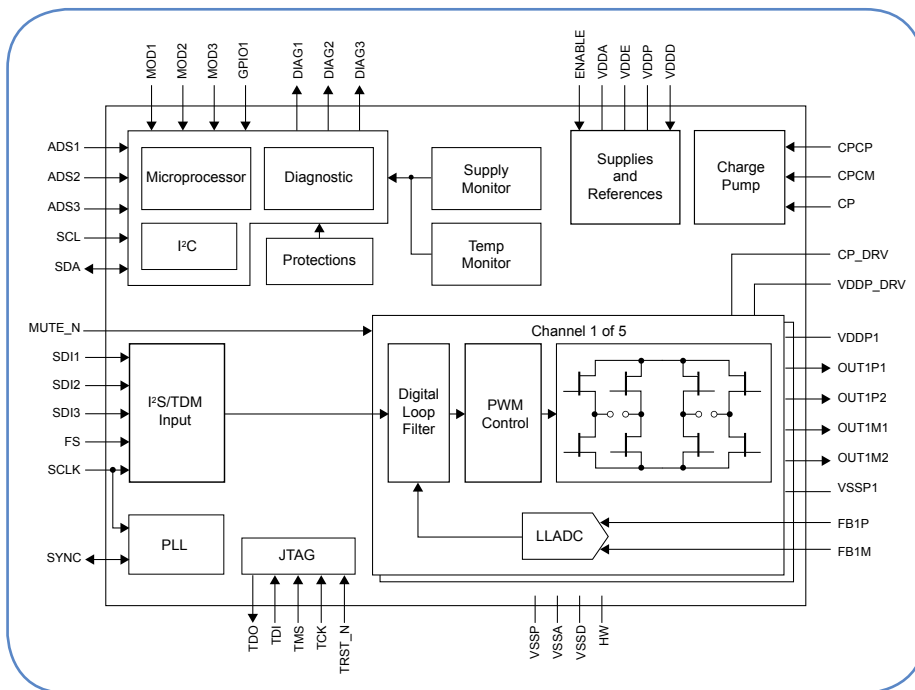 MOD1
MOD2
MOD3
GPIO1
DIAG1
DIAG2
DIAG3
ENABLE
VDDA
VDDE
VDDP
VDDD
ADS1
ADS2
ADS3
SCL
SDA
Microprocessor
Diagnostic
I²C
Protections
Supply
Monitor
Temp
Monitor
Supplies
and
References
Charge
Pump
CPCP
CPCM
CP
CP_DRV
VDDP_DRV
MUTE_N
SDI1
SDI2
SDI3
FS
SCLK
SYNC
I²S/TDM
Input
PLL
JTAG
TDO
TDI
TMS
TCK
TRST_N
Channel 1 of 5
Digital
Loop
Filter
PWM
Control
LLADC
VDDP1
OUT1P1
OUT1P2
OUT1M1
OUT1M2
VSSP1
FB1P
FB1M
VSSP
VSSA
VSSD
HW